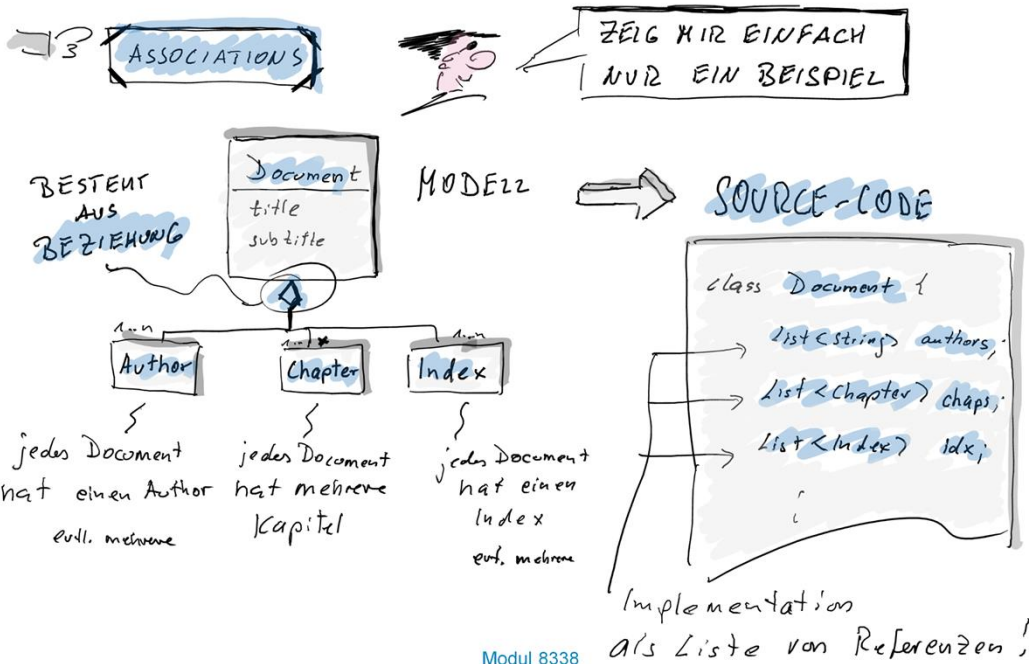 3
ASSOCIATIONS
ZEIG MIR EINFACH
NUR EIN BEISPIEL
BESTEHT
AUS
BEZIEHUNG
Document
title
subtitle
MODELL
SOURCE-CODE
1..n
1..*
1..n
Author
Chapter
Index
jedes Document
hat einen Author
evtl. mehrere
jedes Document
hat mehrere
Kapitel
jedes Document
hat einen
Index
evt. mehrere
class Document {
List<string> authors;
List<Chapter> chaps;
List<Index> idx;
Implementation
als Liste von Referenzen!
Modul 8338